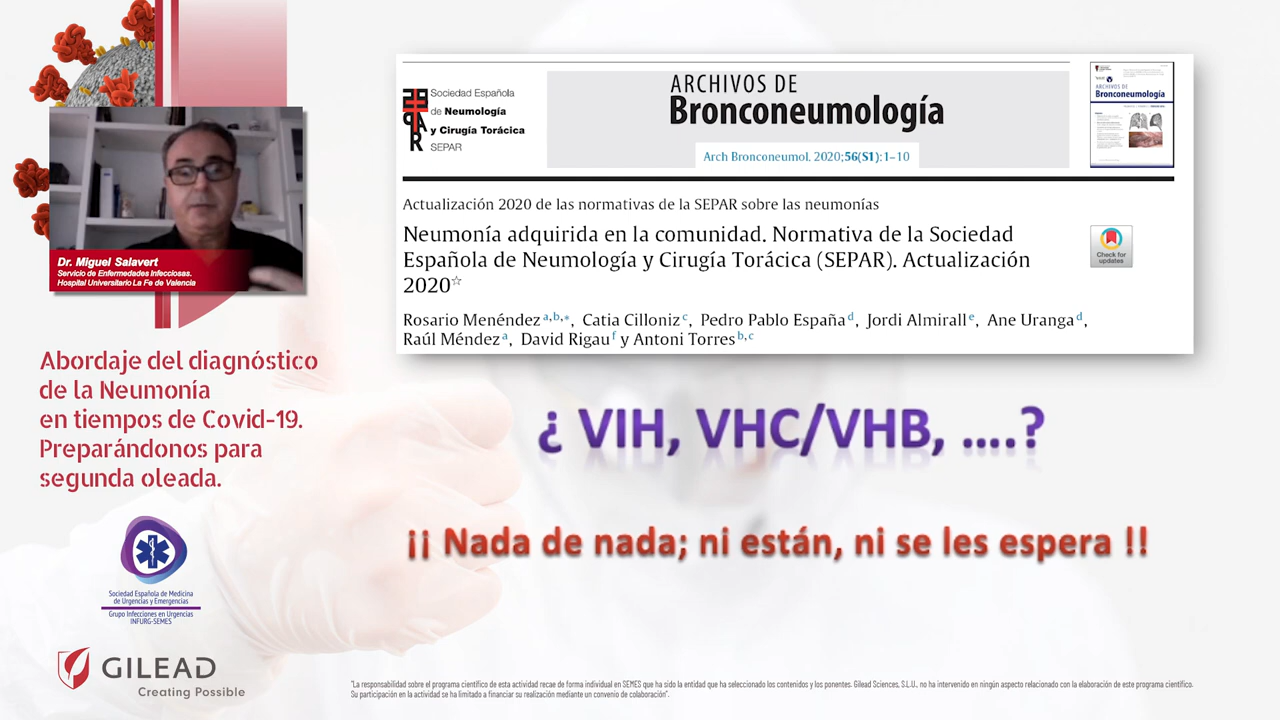 Dr. Miguel Salavert
Servicio de Enfermedades Infecciosas.
Hospital Universitario La Fe de Valencia
Abordaje del diagnóstico
de la Neumonía
en tiempos de Covid-19.
Preparándonos para
segunda oleada.
Sociedad Española de Medicina
de Urgencias y Emergencias
Grupo Infecciones en Urgencias
INFURG-SEMES
GILEAD
Creating Possible
Sociedad Española
de Neumología
y Cirugía Torácica
SEPAR
ARCHIVOS DE
Bronconeumología
Arch Bronconeumol, 2020;56(S1):1–10
ARCHIVOS DE
Bronconeumología
Actualización 2020 de las normativas de la SEPAR sobre las neumonías
Neumonía adquirida en la comunidad. Normativa de la Sociedad
Española de Neumología y Cirugía Torácica (SEPAR). Actualización
2020☆
Check for
updates
Rosario Menéndez a,b,*, Catia Cilloniz c, Pedro Pablo España d, Jordi Almirall e, Ane Uranga d,
Raúl Méndez a, David Rigau f y Antoni Torres b,c
¿ VIH, VHC/VHB, ….?
¡¡ Nada de nada; ni están, ni se les espera !!
"La responsabilidad sobre el programa científico de esta actividad recae de forma individual en SEMES que ha sido la entidad que ha seleccionado los contenidos y los ponentes. Gilead Sciences, S.L.U., no ha intervenido en ningún aspecto relacionado con la elaboración de este programa científico.
Su participación en la actividad se ha limitado a financiar su realización mediante un convenio de colaboración".